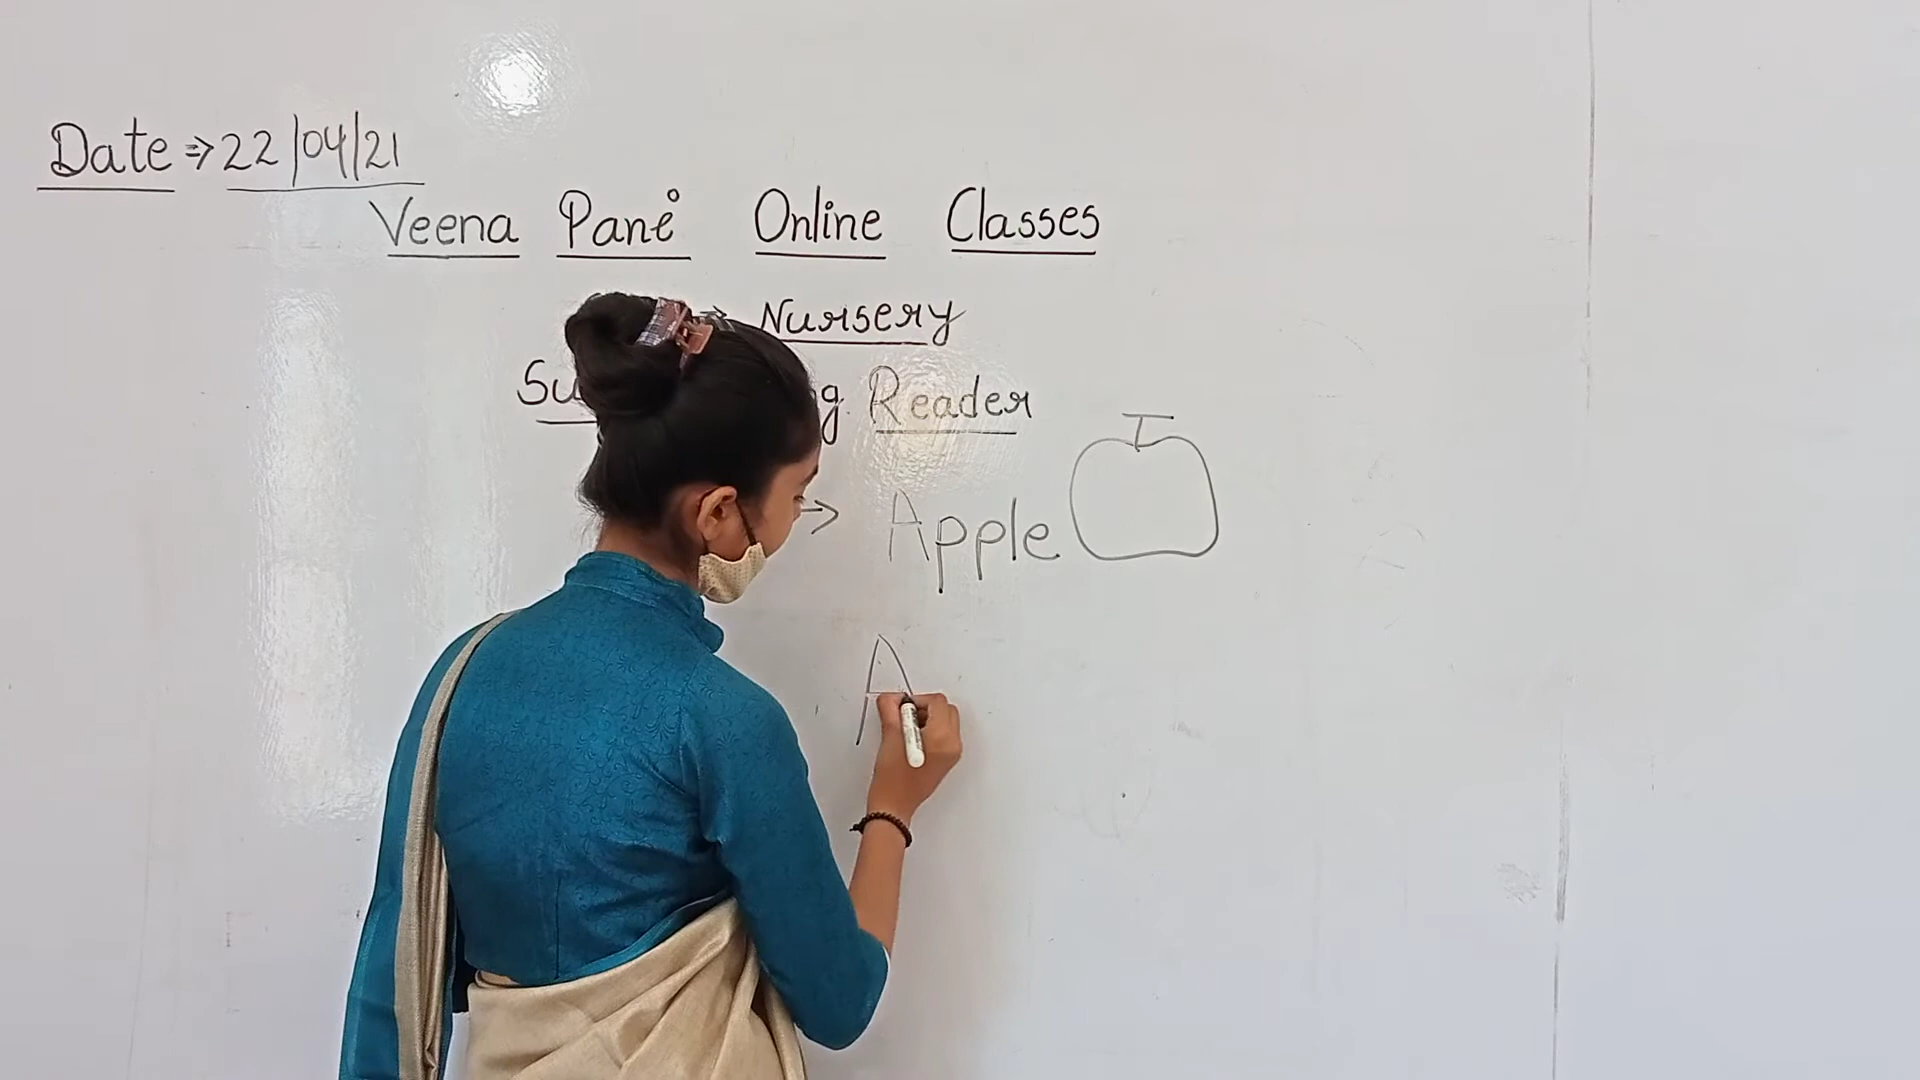 Date ⇒ 22/04/21
Veena Pani Online Classes
⇒ Nursery
Reader
→ Apple
A